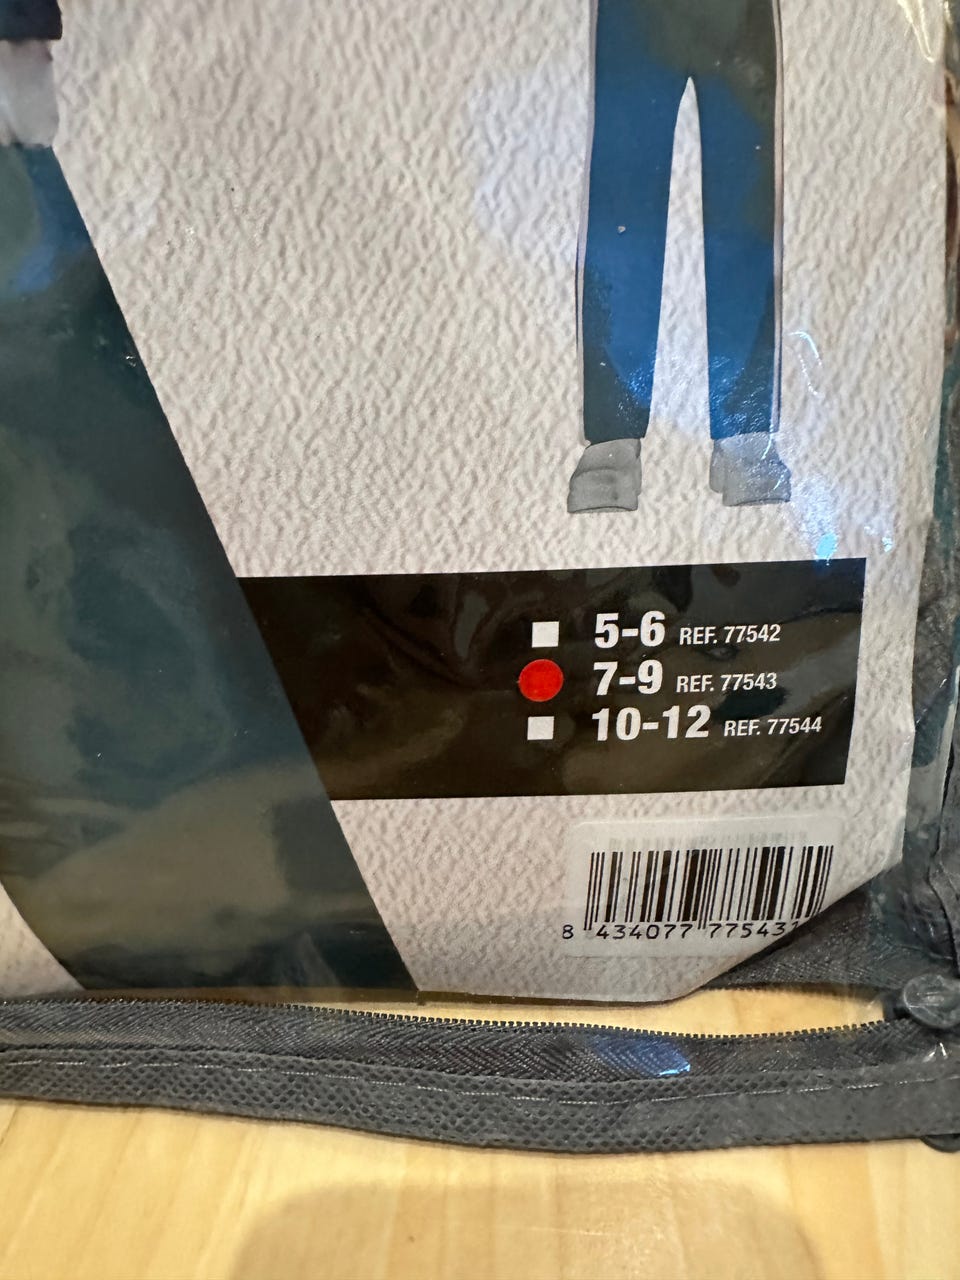 5-6 REF. 77542
7-9 REF. 77543
10-12 REF. 77544
8 434077 775431